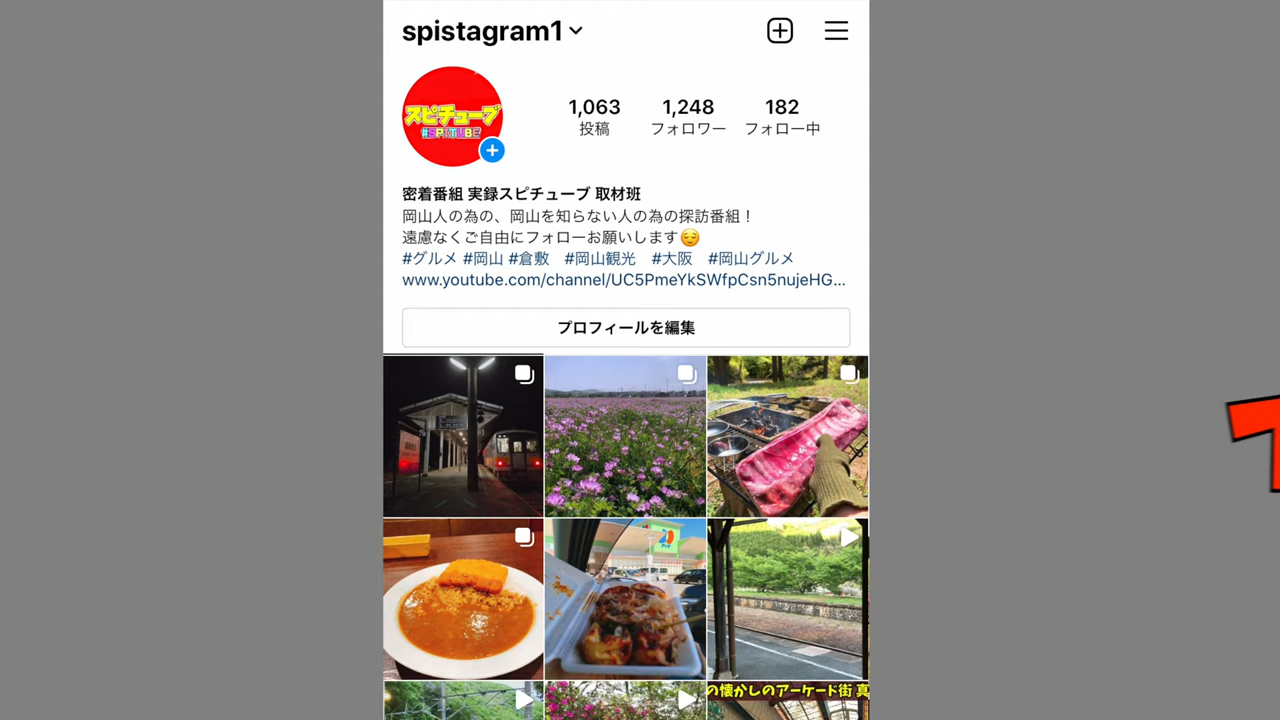 spistagram1
スピチューブ
#SPITUBE
1,063 1,248 182
投稿 フォロワー フォロー中
密着番組 実録スピチューブ 取材班
岡山人の為の、岡山を知らない人の為の探訪番組！
遠慮なくご自由にフォローお願いします😌
#グルメ #岡山 #倉敷　#岡山観光　#大阪　#岡山グルメ
www.youtube.com/channel/UC5PmeYkSWfpCsn5nujeHG...
プロフィールを編集
の懐かしのアーケード街 真